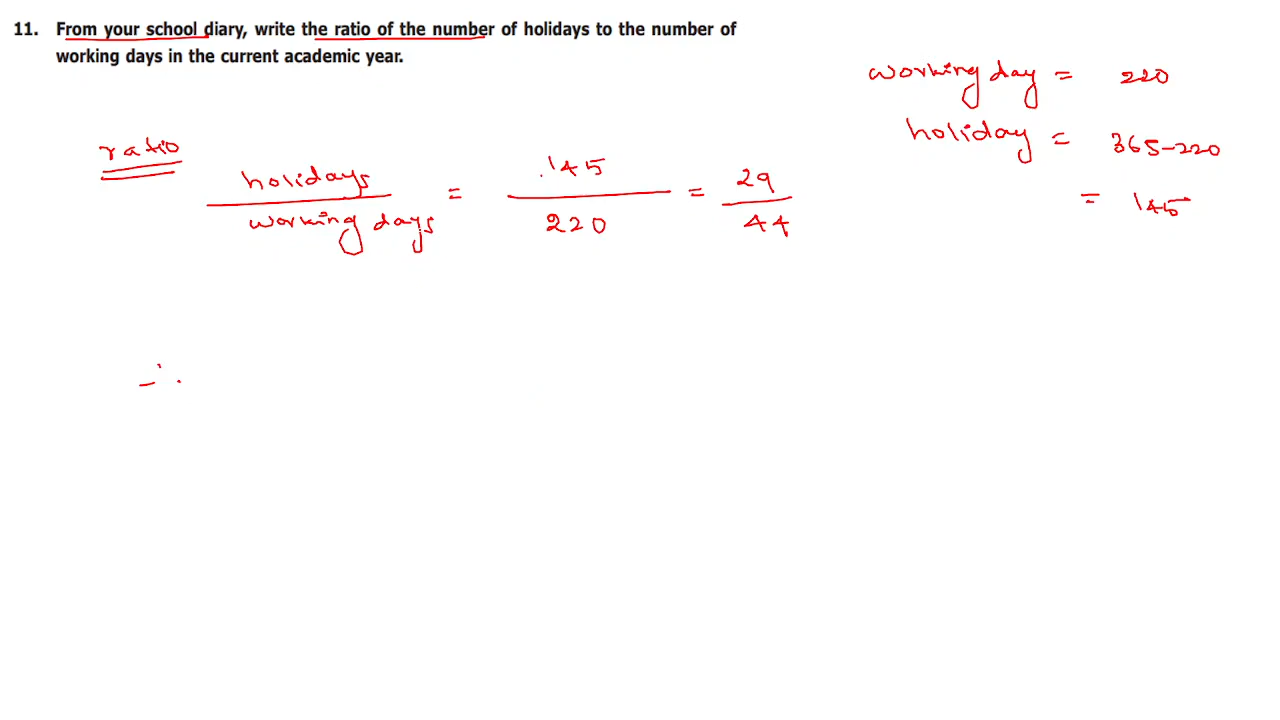 11. From your school diary, write the ratio of the number of holidays to the number of
working days in the current academic year.
working day = 220
holiday = 365-220
= 145
ratio
holidays / working days = 145 / 220 = 29 / 44
∴